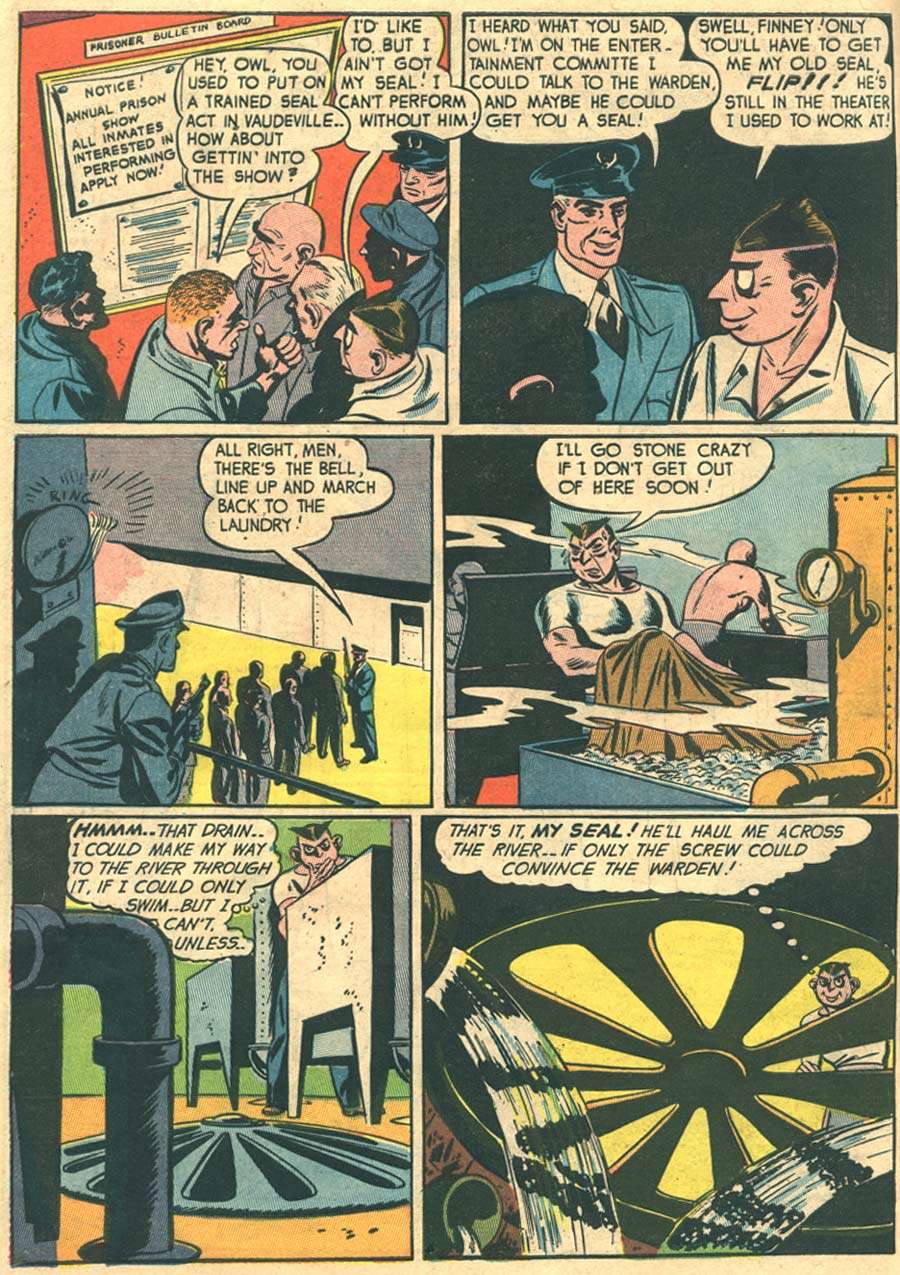 PRISONER BULLETIN BOARD
NOTICE!
ANNUAL PRISON
SHOW
ALL INMATES
INTERESTED IN
PERFORMING
APPLY NOW!
HEY, OWL, YOU
USED TO PUT ON
A TRAINED SEAL
ACT IN VAUDEVILLE..
HOW ABOUT
GETTIN' INTO
THE SHOW?
I'D LIKE
TO, BUT I
AIN'T GOT
MY SEAL! I
CAN'T PERFORM
WITHOUT HIM!
I HEARD WHAT YOU SAID,
OWL! I'M ON THE ENTER-
TAINMENT COMMITTE I
COULD TALK TO THE WARDEN,
AND MAYBE HE COULD
GET YOU A SEAL!
SWELL, FINNEY! ONLY
YOU'LL HAVE TO GET
ME MY OLD SEAL,
FLIP!!! HE'S
STILL IN THE THEATER
I USED TO WORK AT!
RING
ALL RIGHT, MEN,
THERE'S THE BELL,
LINE UP AND MARCH
BACK TO THE
LAUNDRY!
I'LL GO STONE CRAZY
IF I DON'T GET OUT
OF HERE SOON!
HMMM.. THAT DRAIN..
I COULD MAKE MY WAY
TO THE RIVER THROUGH
IT, IF I COULD ONLY
SWIM.. BUT I
CAN'T,
UNLESS..
THAT'S IT, MY SEAL! HE'LL HAUL ME ACROSS
THE RIVER.. IF ONLY THE SCREW COULD
CONVINCE THE WARDEN!